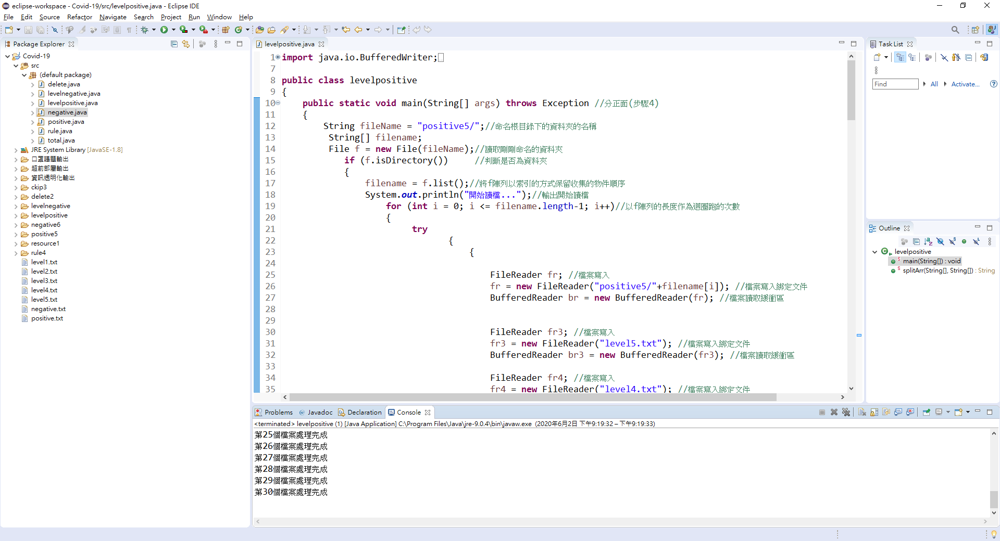 eclipse-workspace - Covid-19/src/levelpositive.java - Eclipse IDE
File Edit Source Refactor Navigate Search Project Run Window Help
Package Explorer
Covid-19
src
(default package)
delete.java
levelnegative.java
levelpositive.java
negative.java
positive.java
rule.java
total.java
JRE System Library [JavaSE-1.8]
口罩議題輸出
超前部屬輸出
資訊透明化輸出
ckip3
delete2
levelnegative
levelpositive
negative6
positive5
resource1
rule4
level1.txt
level2.txt
level3.txt
level4.txt
level5.txt
negative.txt
positive.txt
levelpositive.java
1 import java.io.BufferedWriter;
7
8 public class levelpositive
9 {
10 public static void main(String[] args) throws Exception //分正面(步驟4)
11 {
12 String fileName = "positive5/";//命名根目錄下的資料夾的名稱
13 String[] filename;
14 File f = new File(fileName);//讀取剛剛命名的資料夾
15 if (f.isDirectory()) //判斷是否為資料夾
16 {
17 filename = f.list();//將f陣列以索引的方式保留收集的物件順序
18 System.out.println("開始讀檔...");//輸出開始讀檔
19 for (int i = 0; i <= filename.length-1; i++)//以f陣列的長度作為迴圈跑的次數
20 {
21 try
22 {
23 {
24
25 FileReader fr; //檔案寫入
26 fr = new FileReader("positive5/"+filename[i]); //檔案寫入綁定文件
27 BufferedReader br = new BufferedReader(fr); //檔案讀取緩衝區
28
29
30 FileReader fr3; //檔案寫入
31 fr3 = new FileReader("level5.txt"); //檔案寫入綁定文件
32 BufferedReader br3 = new BufferedReader(fr3); //檔案讀取緩衝區
33
34 FileReader fr4; //檔案寫入
35 fr4 = new FileReader("level4.txt"); //檔案寫入綁定文件
Task List
Find All Activate...
Outline
levelpositive
main(String[]) : void
splitArr(String[], String[]) : String
Problems @ Javadoc Declaration Console
<terminated> levelpositive (1) [Java Application] C:\Program Files\Java\jre-9.0.4\bin\javaw.exe (2020年6月2日 下午9:19:32 – 下午9:19:33)
第25個檔案處理完成
第26個檔案處理完成
第27個檔案處理完成
第28個檔案處理完成
第29個檔案處理完成
第30個檔案處理完成